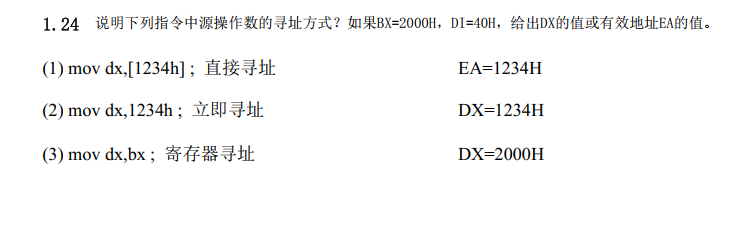 1.24 说明下列指令中源操作数的寻址方式？如果BX=2000H，DI=40H，给出DX的值或有效地址EA的值。
(1) mov dx,[1234h] ; 直接寻址 EA=1234H
(2) mov dx,1234h ; 立即寻址 DX=1234H
(3) mov dx,bx ; 寄存器寻址 DX=2000H